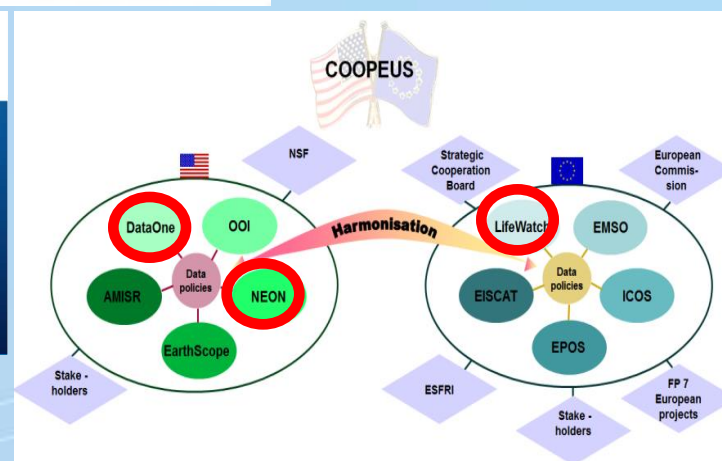 COOPEUS
NSF
Strategic
Cooperation
Board
European
Commis-
sion
DataOne
OOI
Harmonisation
LifeWatch
EMSO
AMISR
Data
policies
NEON
EISCAT
Data
policies
ICOS
EarthScope
EPOS
Stake -
holders
ESFRI
Stake -
holders
FP 7
European
projects